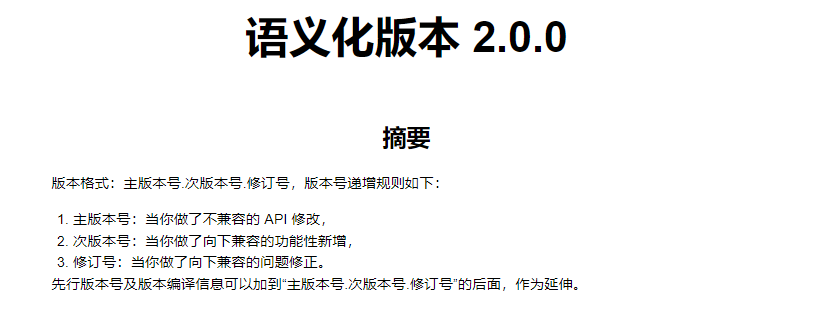 语义化版本 2.0.0
摘要
版本格式：主版本号.次版本号.修订号，版本号递增规则如下：
1. 主版本号：当你做了不兼容的 API 修改，
2. 次版本号：当你做了向下兼容的功能性新增，
3. 修订号：当你做了向下兼容的问题修正。
先行版本号及版本编译信息可以加到“主版本号.次版本号.修订号”的后面，作为延伸。